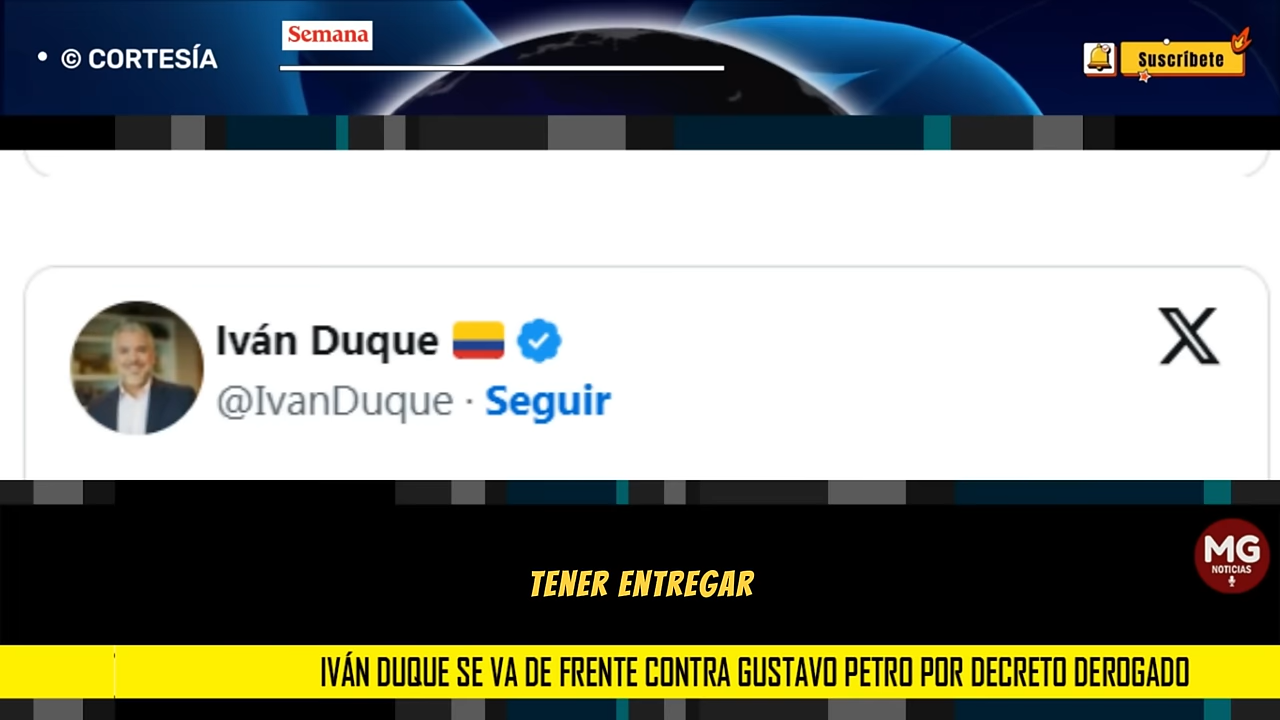 • © CORTESÍA
Semana
Suscríbete
Iván Duque
@IvanDuque · Seguir
X
MG
NOTICIAS
TENER ENTREGAR
IVÁN DUQUE SE VA DE FRENTE CONTRA GUSTAVO PETRO POR DECRETO DEROGADO